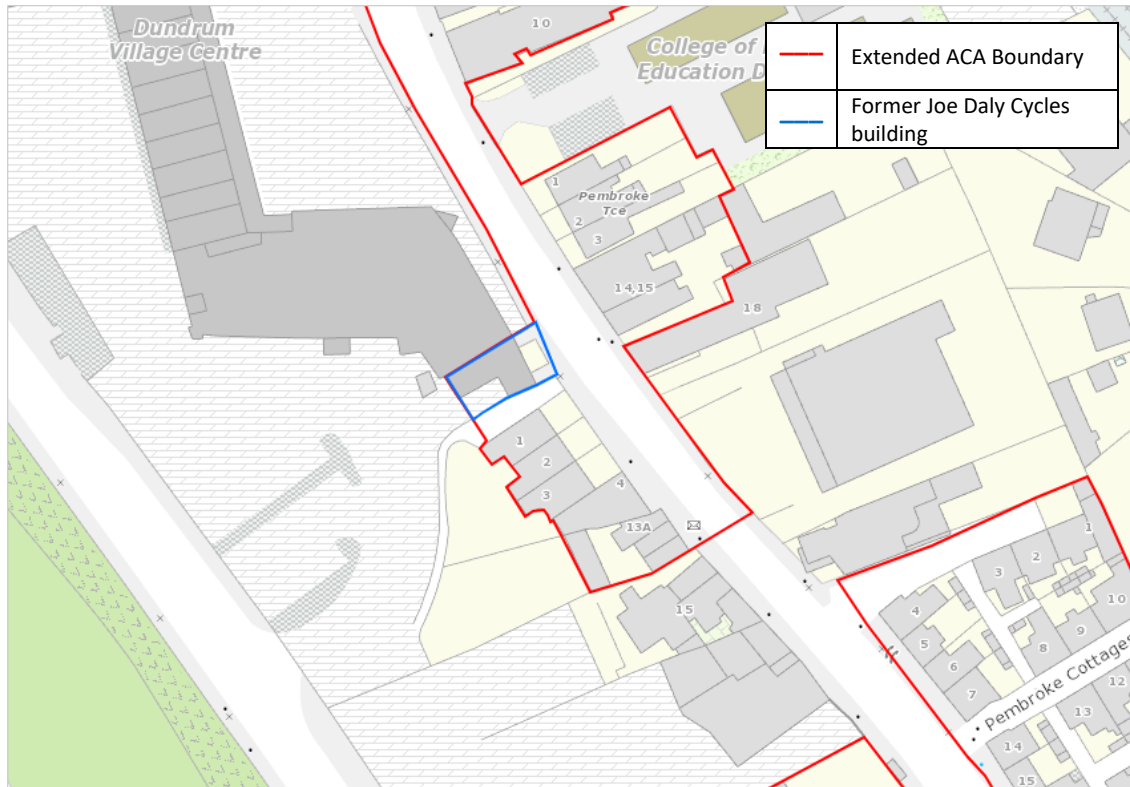 Dundrum
Village Centre
10
College of
Education D
Extended ACA Boundary
Former Joe Daly Cycles
building
1
Pembroke
Tce
2
3
14,15
18
1
2
3
4
13A
15
1
2
3
4
5
6
7
8
9
10
12
13
14
15
Pembroke Cottages